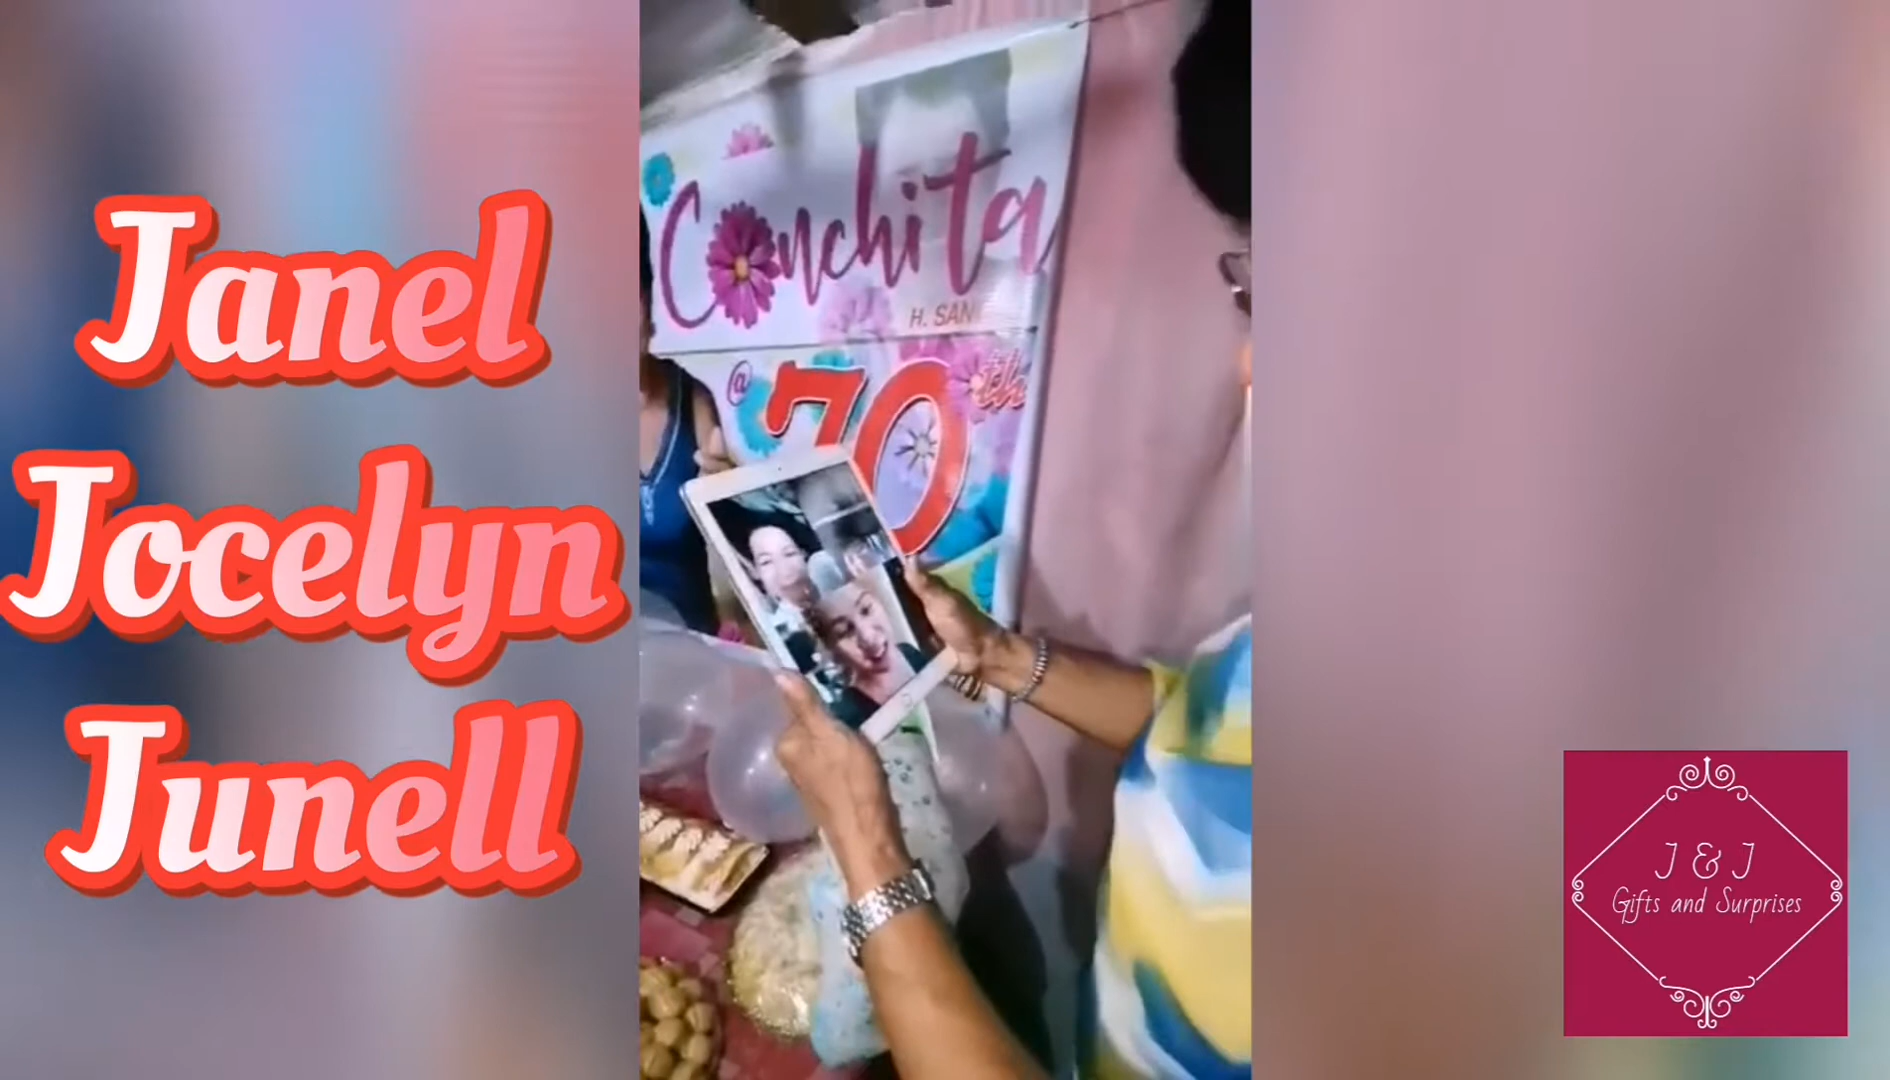 Janel
Jocelyn
Junell
Conchita
H. SAN
@ 70th
J & J
Gifts and Surprises